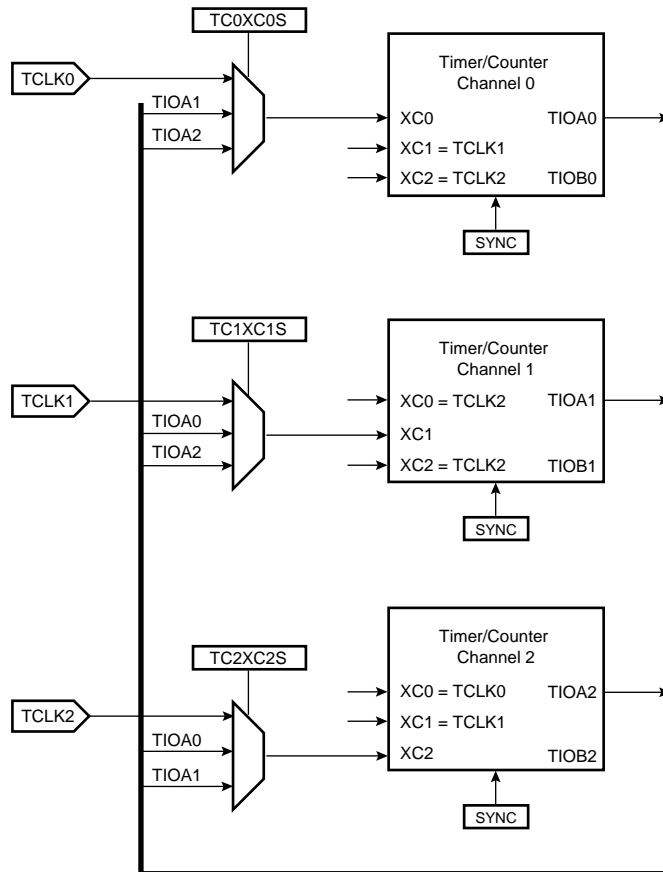 TC0XC0S
TCLK0
TIOA1
TIOA2
Timer/Counter
Channel 0
XC0
TIOA0
XC1 = TCLK1
XC2 = TCLK2
TIOB0
SYNC
TC1XC1S
TCLK1
TIOA0
TIOA2
Timer/Counter
Channel 1
XC0 = TCLK2
TIOA1
XC1
XC2 = TCLK2
TIOB1
SYNC
TC2XC2S
TCLK2
TIOA0
TIOA1
Timer/Counter
Channel 2
XC0 = TCLK0
TIOA2
XC1 = TCLK1
XC2
TIOB2
SYNC